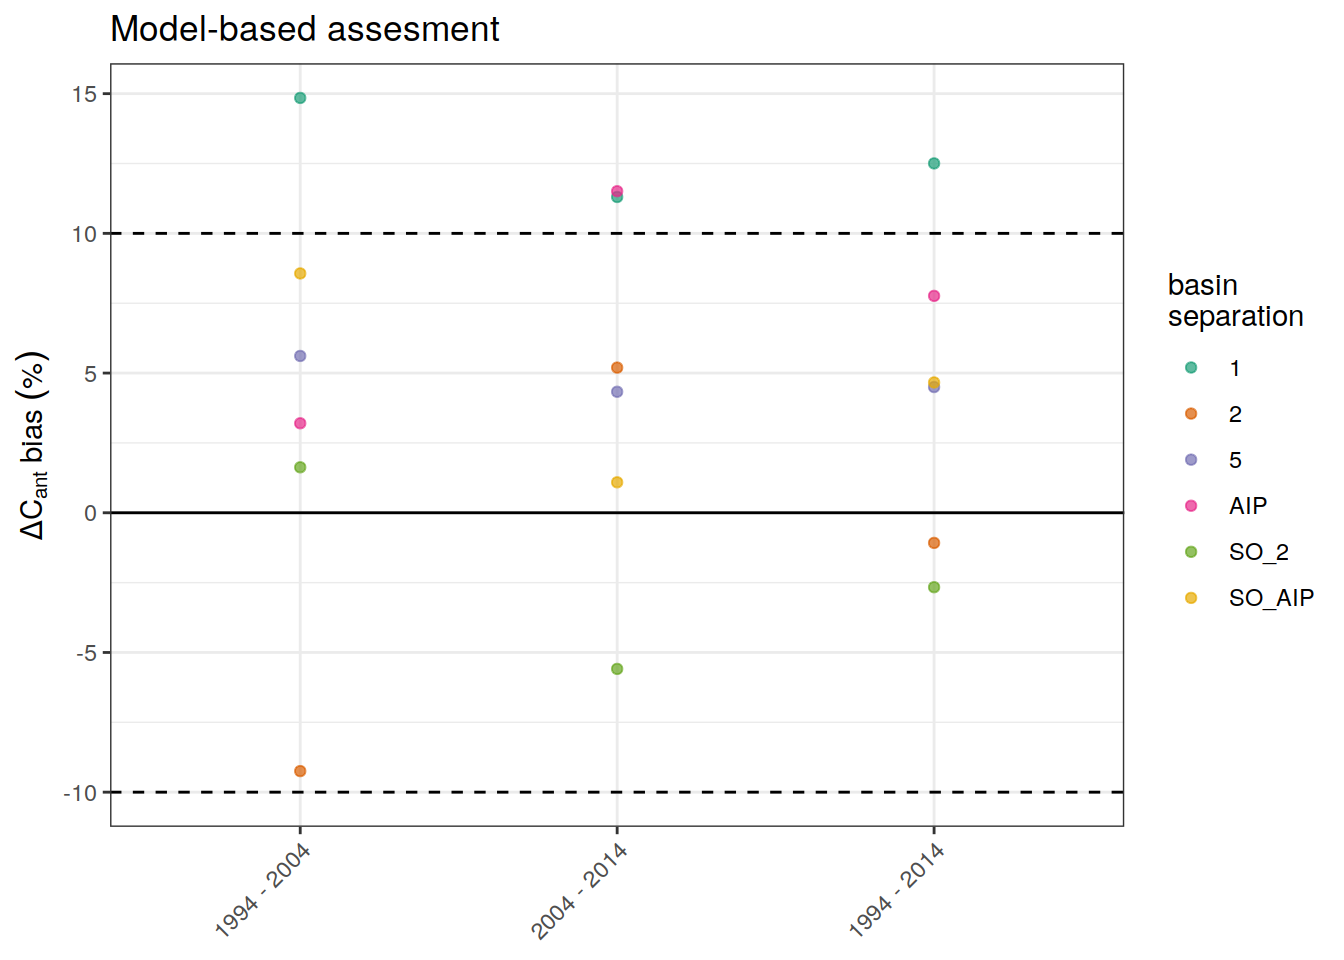 Model-based assesment
15
10
5
0
-5
-10
ΔCant bias (%)
1994 - 2004
2004 - 2014
1994 - 2014
basin
separation
1
2
5
AIP
SO_2
SO_AIP